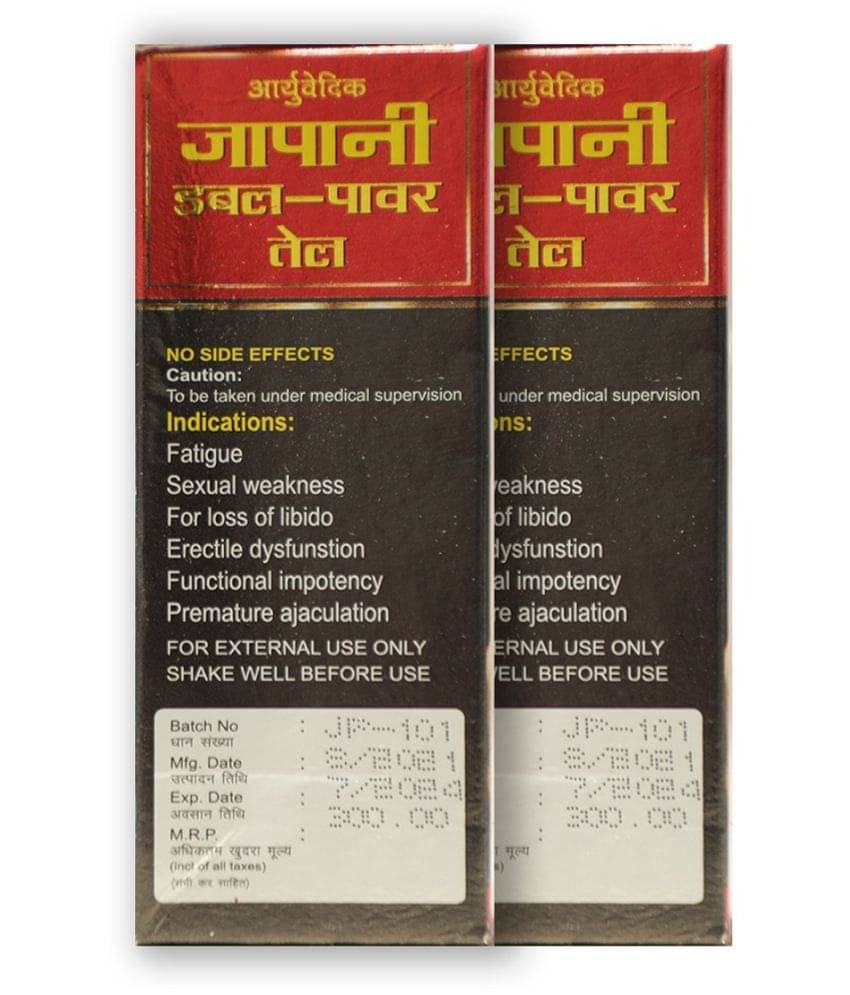 आर्युवेदिक
जापानी
डबल-पावर
तेल
NO SIDE EFFECTS
Caution:
To be taken under medical supervision
Indications:
Fatigue
Sexual weakness
For loss of libido
Erectile dysfunstion
Functional impotency
Premature ajaculation
FOR EXTERNAL USE ONLY
SHAKE WELL BEFORE USE
Batch No : JP-101
धान संख्या
Mfg. Date : 8/2021
उत्पादन तिथि
Exp. Date : 7/2024
अवसान तिथि
300.00
M.R.P. :
अधिकतम खुदरा मूल्य
(incl of all taxes)
(सभी कर साहित)
आर्युवेदिक
पानी
ल-पावर
तेल
EFFECTS
under medical supervision
ns:
weakness
of libido
dysfunstion
al impotency
re ajaculation
ERNAL USE ONLY
WELL BEFORE USE
: JP-101
: 8/2021
: 7/2024
300.00
:
मूल्य
s)